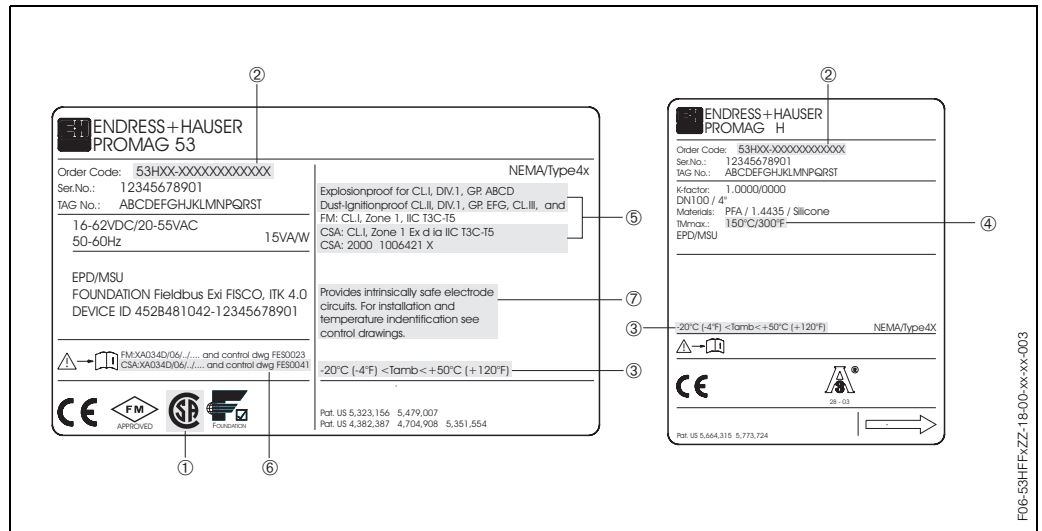 ②
②
ENDRESS+HAUSER
PROMAG 53
Order Code: 53HXX-XXXXXXXXXXXX
Ser.No.: 12345678901
TAG No.: ABCDEFGHJKLMNPQRST
16-62VDC/20-55VAC
50-60Hz 15VA/W
EPD/MSU
FOUNDATION Fieldbus Exi FISCO, ITK 4.0
DEVICE ID 452B481042-12345678901
FM:XA034D/06/../.... and control dwg FES0023
CSA:XA034D/06/../.... and control dwg FES0041
CE
FM
APPROVED
SA
FOUNDATION
NEMA/Type4x
Explosionproof for CL.I, DIV.1, GP. ABCD
Dust-Ignitionproof CL.II, DIV.1, GP. EFG, CL.III, and
FM: CL.I, Zone 1, IIC T3C-T5
CSA: CL.I, Zone 1 Ex d ia IIC T3C-T5
CSA: 2000 1006421 X
⑤
Provides intrinsically safe electrode
circuits. For installation and
temperature indentification see
control drawings.
⑦
-20°C (-4°F) <Tamb<+50°C (+120°F)
③
Pat. US 5,323,156 5,479,007
Pat. US 4,382,387 4,704,908 5,351,554
①
⑥
ENDRESS+HAUSER
PROMAG H
Order Code: 53HXX-XXXXXXXXXXXX
Ser.No.: 12345678901
TAG No.: ABCDEFGHJKLMNPQRST
K-factor: 1.0000/0000
DN100 / 4"
Materials: PFA / 1.4435 / Silicone
TMmax.: 150°C/300°F
④
EPD/MSU
③
-20°C (-4°F) <Tamb<+50°C (+120°F) NEMA/Type4X
CE
A3 ®
28 - 03
Pat. US 5,664,315 5,773,724
F06-53HFFxZZ-18-00-xx-xx-003